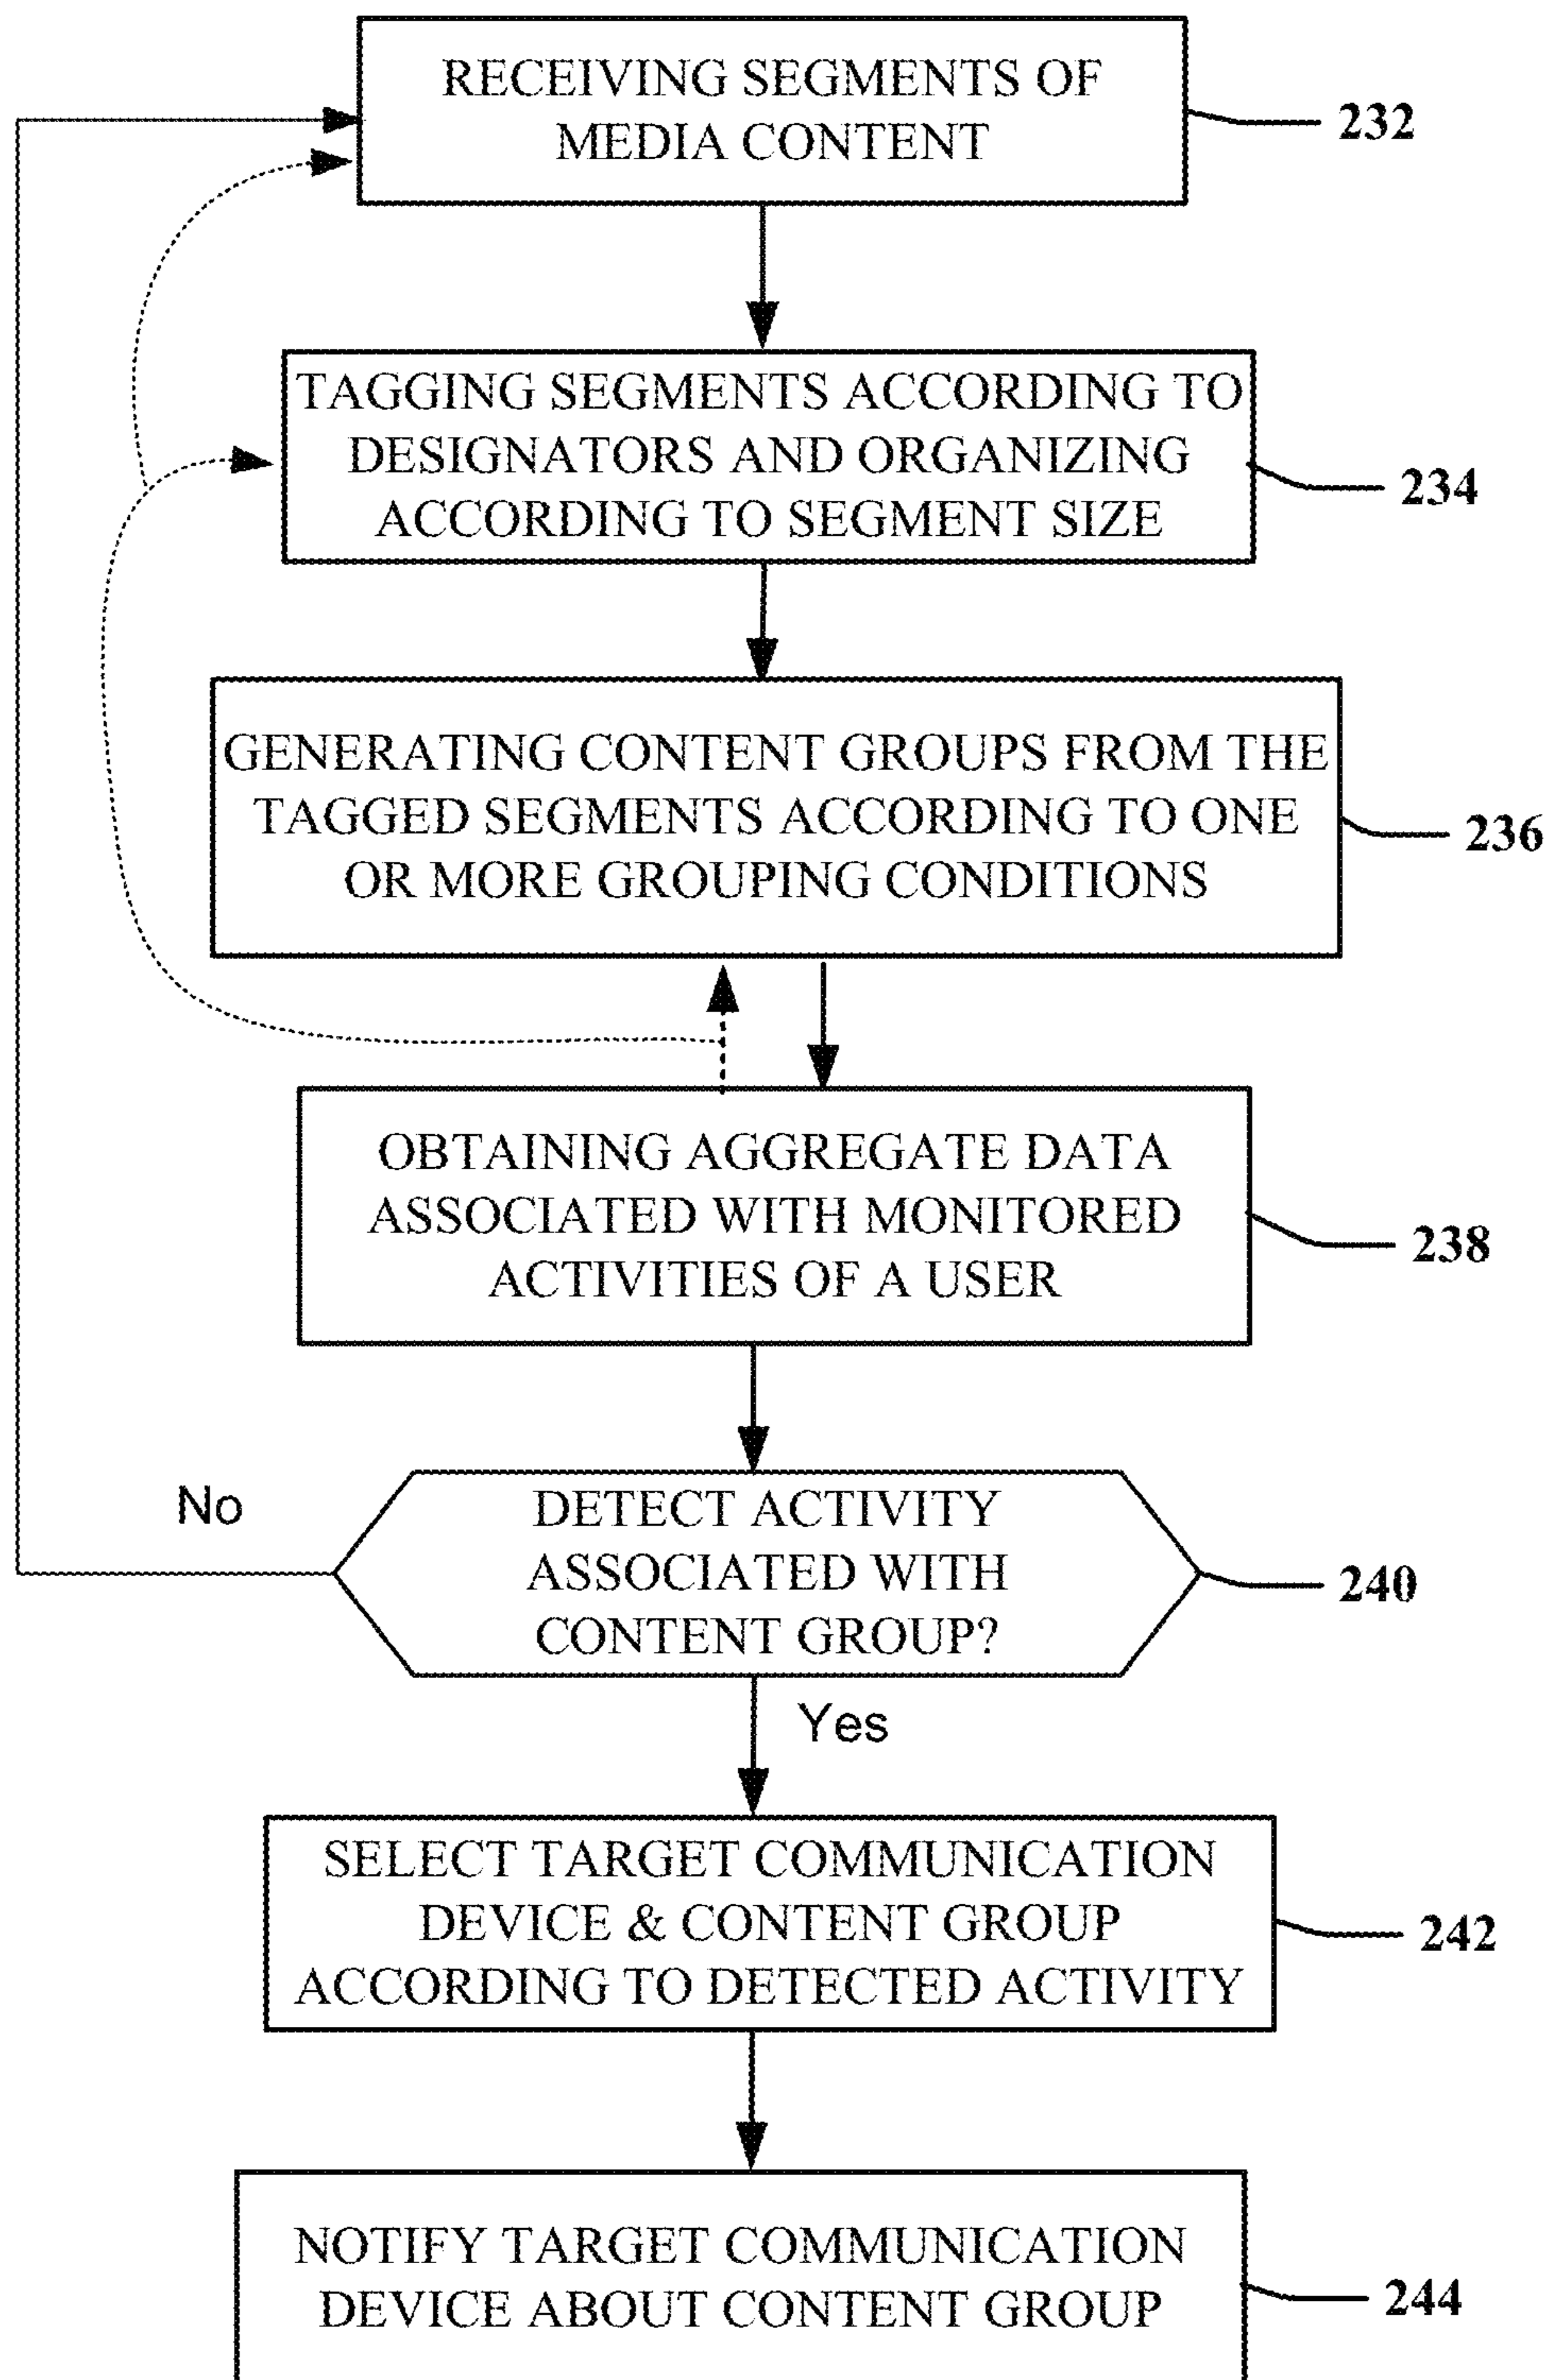 RECEIVING SEGMENTS OF
MEDIA CONTENT
232
TAGGING SEGMENTS ACCORDING TO
DESIGNATORS AND ORGANIZING
ACCORDING TO SEGMENT SIZE
234
GENERATING CONTENT GROUPS FROM THE
TAGGED SEGMENTS ACCORDING TO ONE
OR MORE GROUPING CONDITIONS
236
OBTAINING AGGREGATE DATA
ASSOCIATED WITH MONITORED
ACTIVITIES OF A USER
238
No
DETECT ACTIVITY
ASSOCIATED WITH
CONTENT GROUP?
240
Yes
SELECT TARGET COMMUNICATION
DEVICE & CONTENT GROUP
ACCORDING TO DETECTED ACTIVITY
242
NOTIFY TARGET COMMUNICATION
DEVICE ABOUT CONTENT GROUP
244